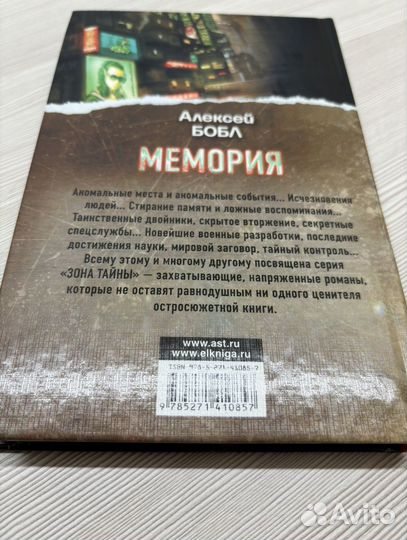 Алексей
БОБЛ
МЕМОРИЯ
Аномальные места и аномальные события... Исчезновения
людей... Стирание памяти и ложные воспоминания...
Таинственные двойники, скрытое вторжение, секретные
спецслужбы... Новейшие военные разработки, последние
достижения науки, мировой заговор, тайный контроль...
Всему этому и многому другому посвящена серия
«ЗОНА ТАЙНЫ» — захватывающие, напряженные романы,
которые не оставят равнодушным ни одного ценителя
остросюжетной книги.
www.ast.ru
www.elkniga.ru
ISBN 978-5-271-41085-7
9 785271 410857
Avito